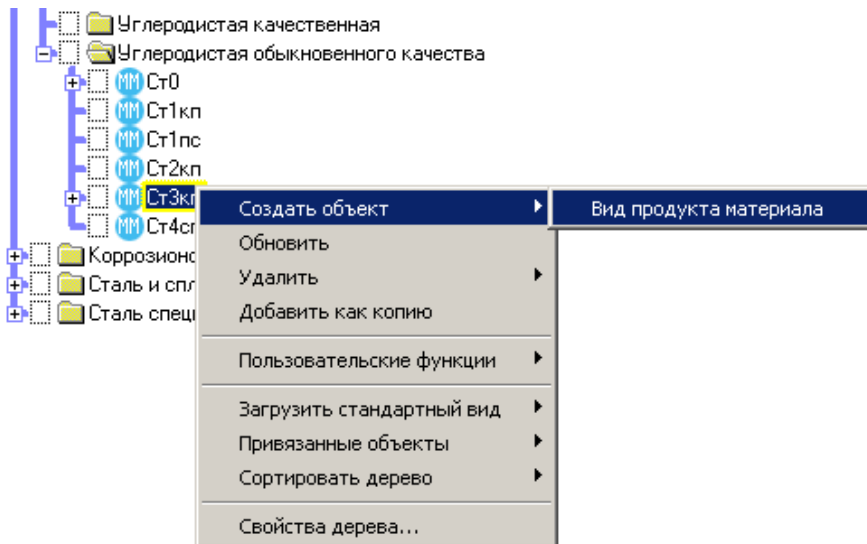 Углеродистая качественная
Углеродистая обыкновенного качества
ММ Ст0
ММ Ст1кп
ММ Ст1пс
ММ Ст2кп
ММ Ст3кп
ММ Ст4сп
Коррозионо
Сталь и спл
Сталь спец
Создать объект
Вид продукта материала
Обновить
Удалить
Добавить как копию
Пользовательские функции
Загрузить стандартный вид
Привязанные объекты
Сортировать дерево
Свойства дерева...